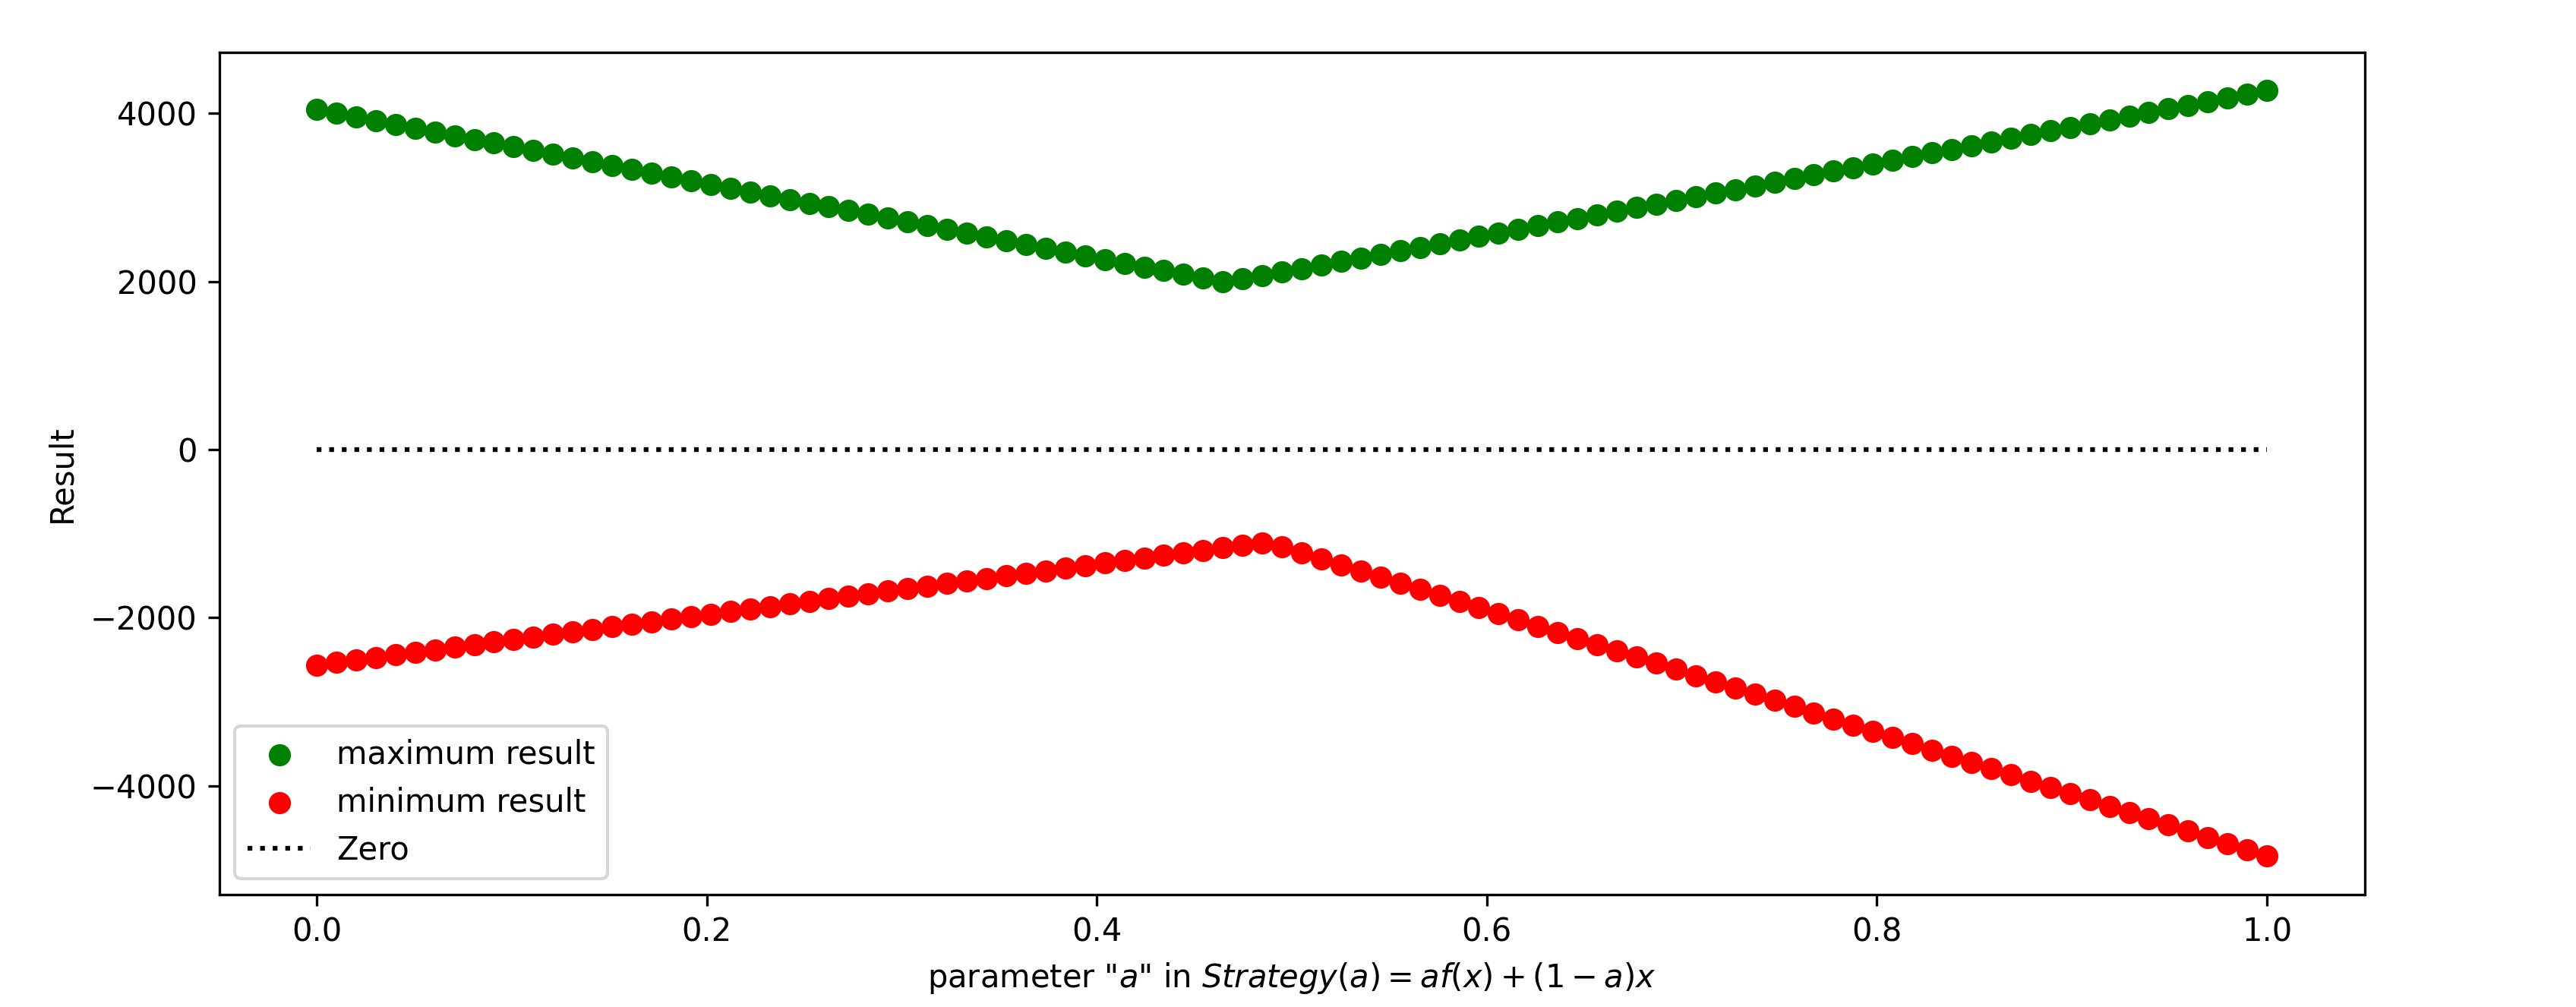 4000
2000
0
−2000
−4000
Result
maximum result
minimum result
Zero
0.0 0.2 0.4 0.6 0.8 1.0
parameter "a" in Strategy(a) = af(x) + (1 − a)x